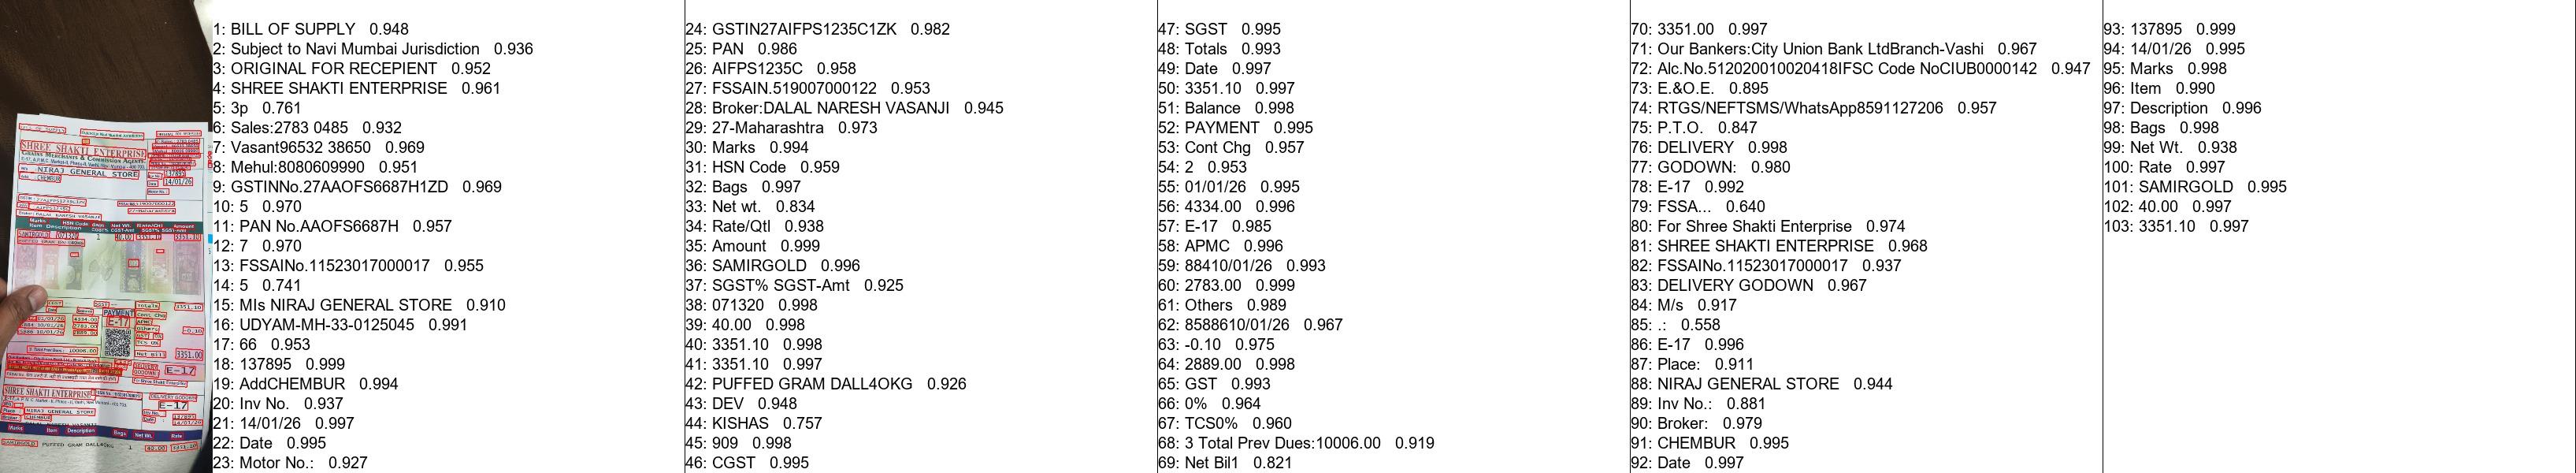 1: BILL OF SUPPLY 0.948
2: Subject to Navi Mumbai Jurisdiction 0.936
3: ORIGINAL FOR RECEPIENT 0.952
4: SHREE SHAKTI ENTERPRISE 0.961
5: 3p 0.761
6: Sales:2783 0485 0.932
7: Vasant96532 38650 0.969
8: Mehul:8080609990 0.951
9: GSTINNo.27AAOFS6687H1ZD 0.969
10: 5 0.970
11: PAN No.AAOFS6687H 0.957
12: 7 0.970
13: FSSAINo.11523017000017 0.955
14: 5 0.741
15: MIs NIRAJ GENERAL STORE 0.910
16: UDYAM-MH-33-0125045 0.991
17: 66 0.953
18: 137895 0.999
19: AddCHEMBUR 0.994
20: Inv No. 0.937
21: 14/01/26 0.997
22: Date 0.995
23: Motor No.: 0.927
24: GSTIN27AIFPS1235C1ZK 0.982
25: PAN 0.986
26: AIFPS1235C 0.958
27: FSSAIN.519007000122 0.953
28: Broker:DALAL NARESH VASANJI 0.945
29: 27-Maharashtra 0.973
30: Marks 0.994
31: HSN Code 0.959
32: Bags 0.997
33: Net wt. 0.834
34: Rate/Qtl 0.938
35: Amount 0.999
36: SAMIRGOLD 0.996
37: SGST% SGST-Amt 0.925
38: 071320 0.998
39: 40.00 0.998
40: 3351.10 0.998
41: 3351.10 0.997
42: PUFFED GRAM DALL4OKG 0.926
43: DEV 0.948
44: KISHAS 0.757
45: 909 0.998
46: CGST 0.995
47: SGST 0.995
48: Totals 0.993
49: Date 0.997
50: 3351.10 0.997
51: Balance 0.998
52: PAYMENT 0.995
53: Cont Chg 0.957
54: 2 0.953
55: 01/01/26 0.995
56: 4334.00 0.996
57: E-17 0.985
58: APMC 0.996
59: 88410/01/26 0.993
60: 2783.00 0.999
61: Others 0.989
62: 8588610/01/26 0.967
63: -0.10 0.975
64: 2889.00 0.998
65: GST 0.993
66: 0% 0.964
67: TCS0% 0.960
68: 3 Total Prev Dues:10006.00 0.919
69: Net Bil1 0.821
70: 3351.00 0.997
71: Our Bankers:City Union Bank LtdBranch-Vashi 0.967
72: Alc.No.512020010020418IFSC Code NoCIUB0000142 0.947
73: E.&O.E. 0.895
74: RTGS/NEFTSMS/WhatsApp8591127206 0.957
75: P.T.O. 0.847
76: DELIVERY 0.998
77: GODOWN: 0.980
78: E-17 0.992
79: FSSA... 0.640
80: For Shree Shakti Enterprise 0.974
81: SHREE SHAKTI ENTERPRISE 0.968
82: FSSAINo.11523017000017 0.937
83: DELIVERY GODOWN 0.967
84: M/s 0.917
85: .: 0.558
86: E-17 0.996
87: Place: 0.911
88: NIRAJ GENERAL STORE 0.944
89: Inv No.: 0.881
90: Broker: 0.979
91: CHEMBUR 0.995
92: Date 0.997
93: 137895 0.999
94: 14/01/26 0.995
95: Marks 0.998
96: Item 0.990
97: Description 0.996
98: Bags 0.998
99: Net Wt. 0.938
100: Rate 0.997
101: SAMIRGOLD 0.995
102: 40.00 0.997
103: 3351.10 0.997